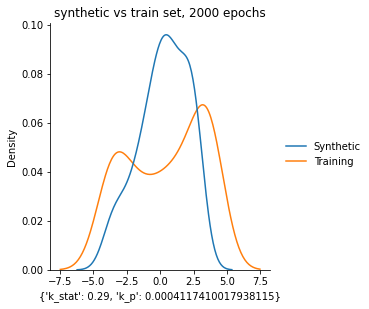 synthetic vs train set, 2000 epochs
0.10
0.08
0.06
0.04
0.02
0.00
Density
Synthetic
Training
−7.5 −5.0 −2.5 0.0 2.5 5.0 7.5
{'k_stat': 0.29, 'k_p': 0.0004117410017938115}